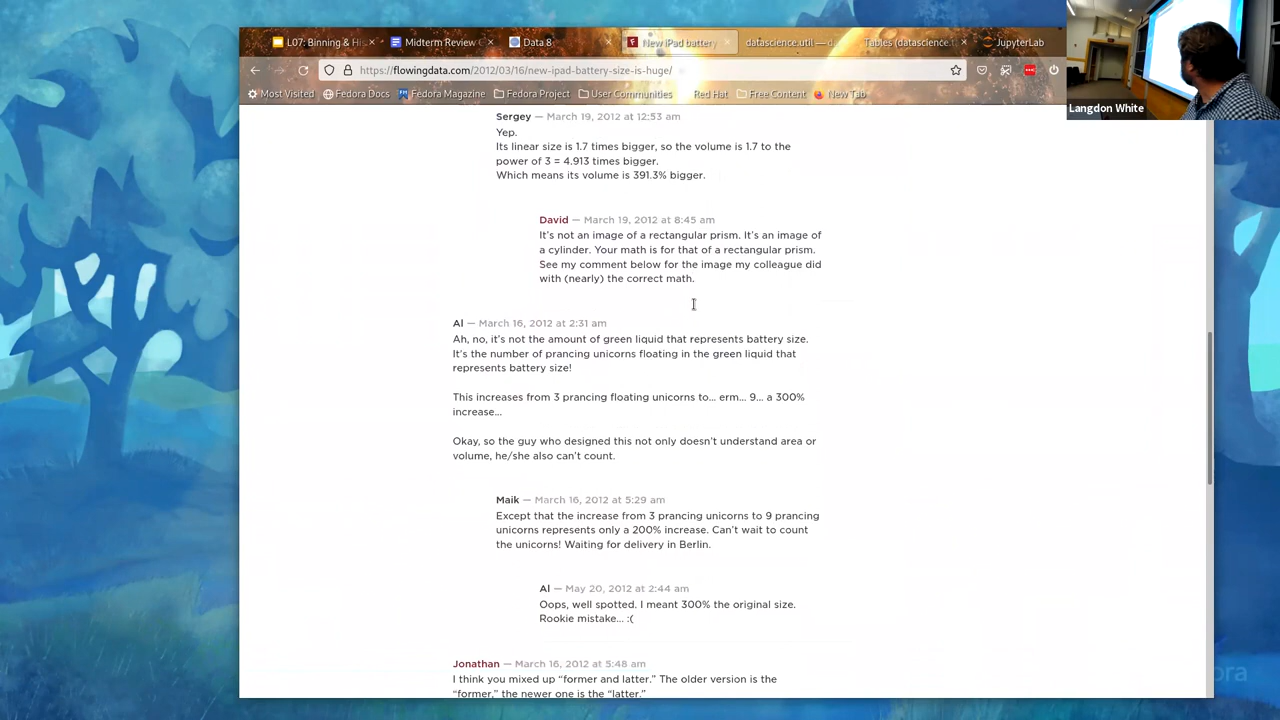 L07: Binning & Hi
Midterm Review
Data 8
New iPad battery
datascience.util — d
Tables (datascience.
JupyterLab
https://flowingdata.com/2012/03/16/new-ipad-battery-size-is-huge/
Most Visited
Fedora Docs
Fedora Magazine
Fedora Project
User Communities
Red Hat
Free Content
New Tab
Langdon White
Sergey — March 19, 2012 at 12:53 am
Yep.
Its linear size is 1.7 times bigger, so the volume is 1.7 to the
power of 3 = 4.913 times bigger.
Which means its volume is 391.3% bigger.
David — March 19, 2012 at 8:45 am
It's not an image of a rectangular prism. It's an image of
a cylinder. Your math is for that of a rectangular prism.
See my comment below for the image my colleague did
with (nearly) the correct math.
Al — March 16, 2012 at 2:31 am
Ah, no, it's not the amount of green liquid that represents battery size.
It's the number of prancing unicorns floating in the green liquid that
represents battery size!
This increases from 3 prancing floating unicorns to… erm… 9… a 300%
increase…
Okay, so the guy who designed this not only doesn't understand area or
volume, he/she also can't count.
Maik — March 16, 2012 at 5:29 am
Except that the increase from 3 prancing unicorns to 9 prancing
unicorns represents only a 200% increase. Can't wait to count
the unicorns! Waiting for delivery in Berlin.
Al — May 20, 2012 at 2:44 am
Oops, well spotted. I meant 300% the original size.
Rookie mistake… :(
Jonathan — March 16, 2012 at 5:48 am
I think you mixed up “former and latter.” The older version is the
“former,” the newer one is the “latter.”
ora